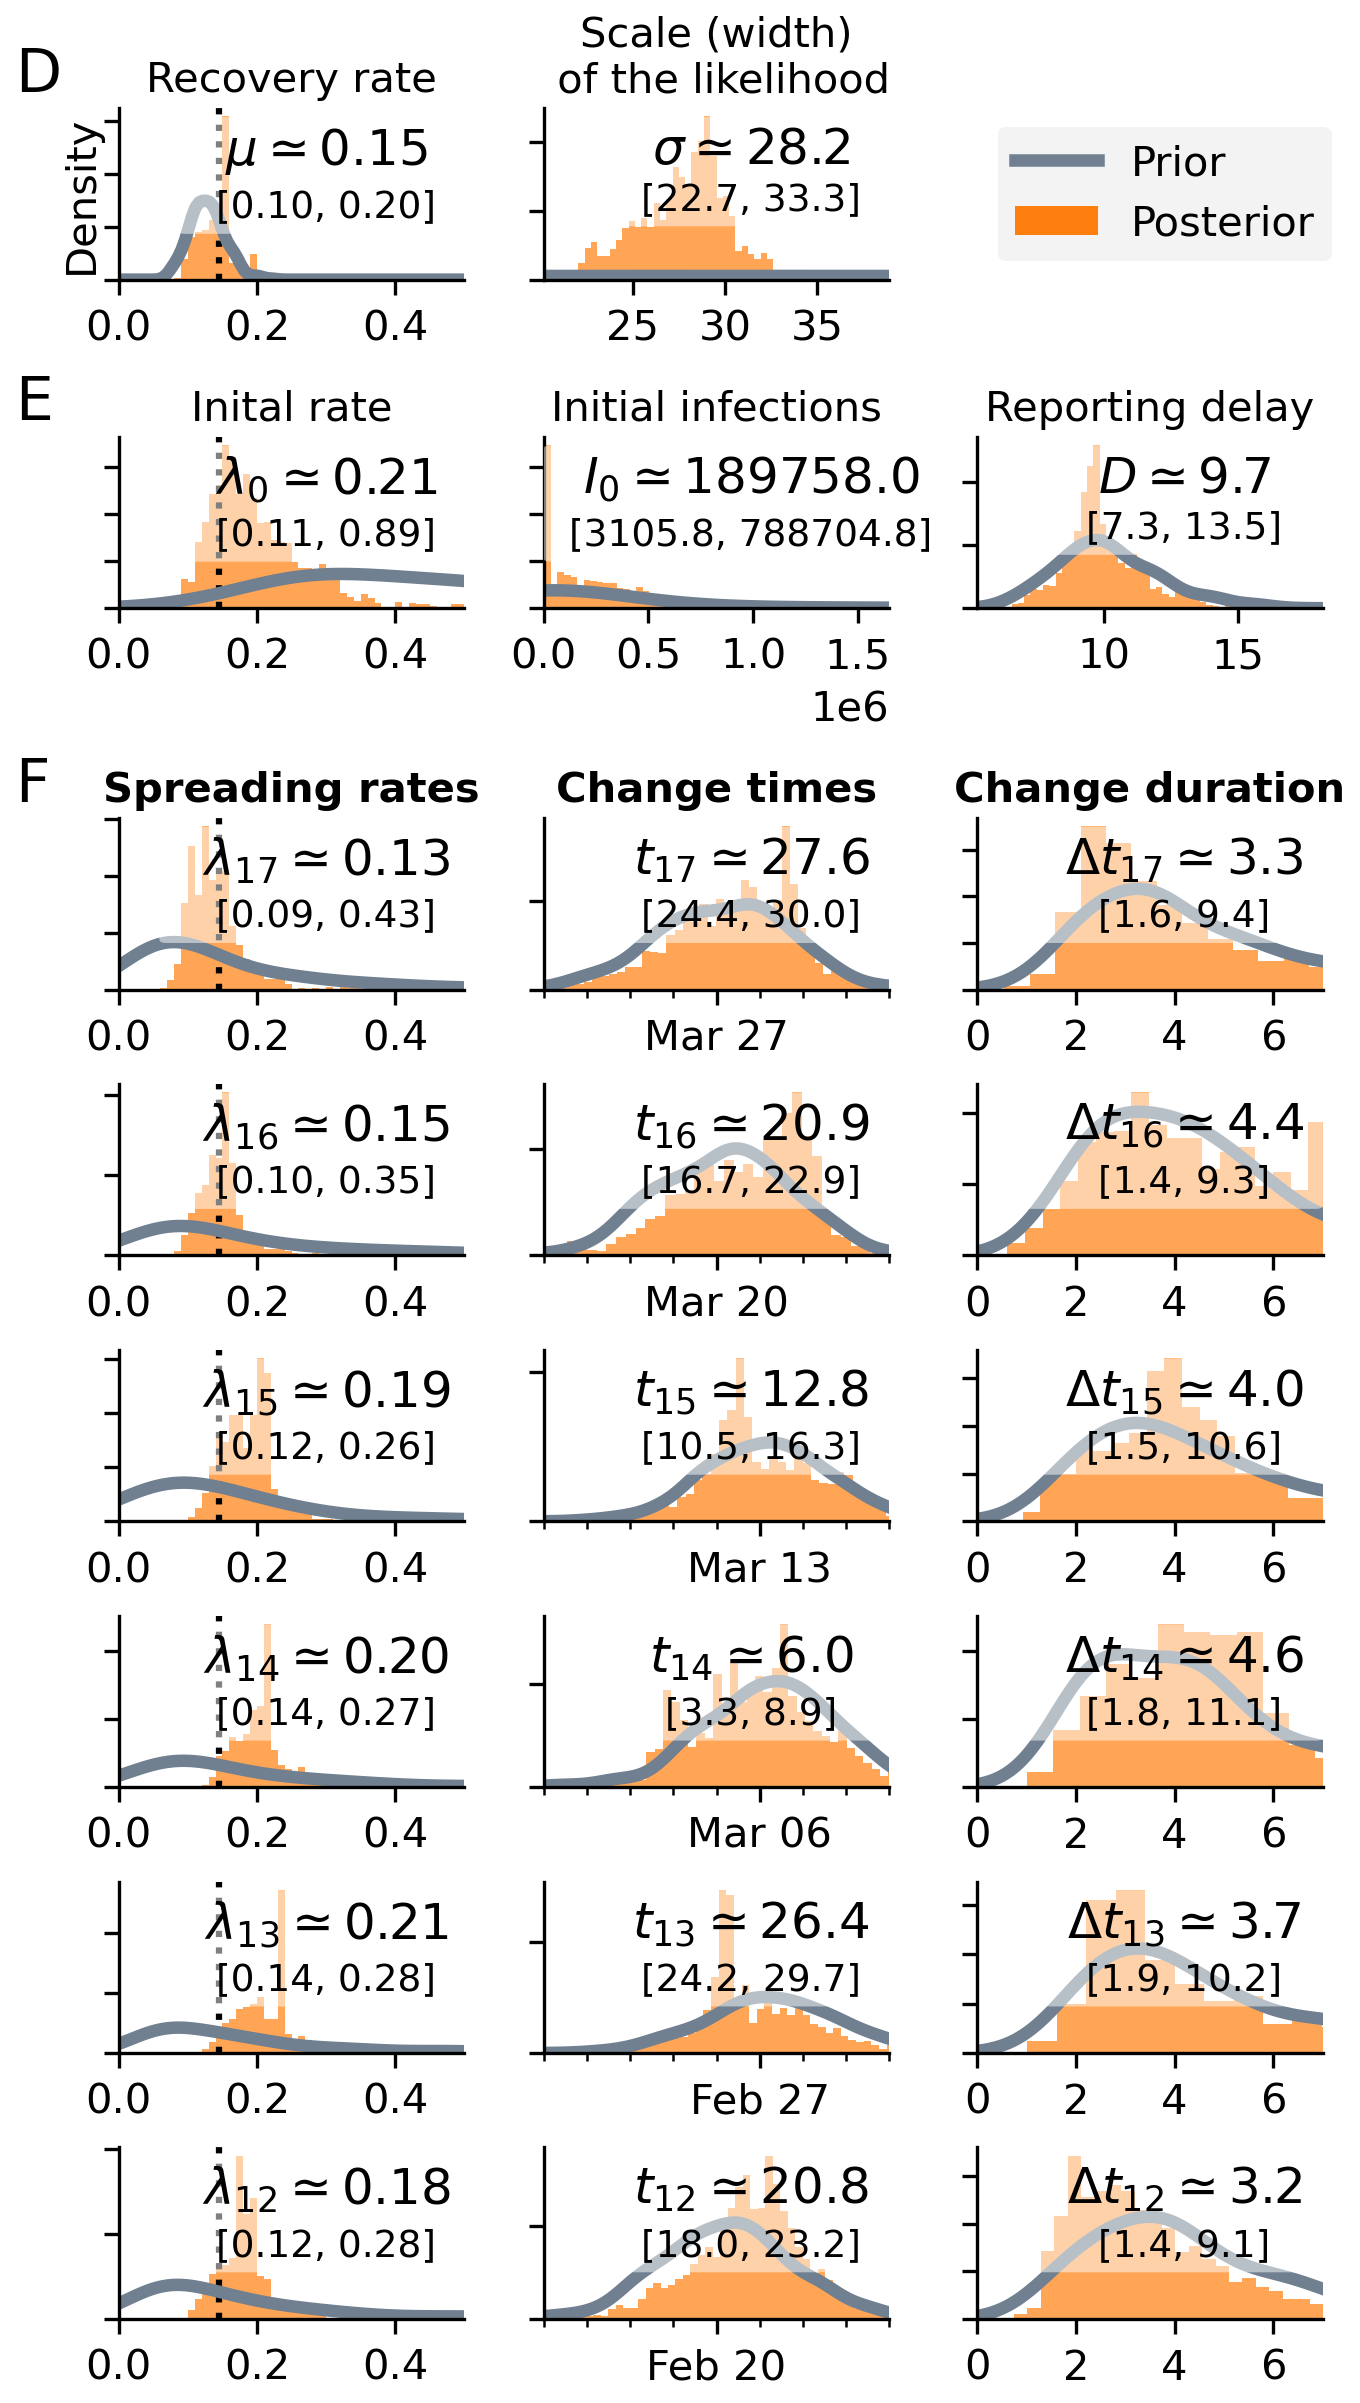 D
Recovery rate
Scale (width)
of the likelihood
Density
μ ≃ 0.15
[0.10, 0.20]
0.0 0.2 0.4
σ ≃ 28.2
[22.7, 33.3]
25 30 35
Prior
Posterior
E
Inital rate
λ0 ≃ 0.21
[0.11, 0.89]
0.0 0.2 0.4
Initial infections
I0 ≃ 189758.0
[3105.8, 788704.8]
0.0 0.5 1.0 1.5
1e6
Reporting delay
D ≃ 9.7
[7.3, 13.5]
10 15
F
Spreading rates Change times Change duration
λ17 ≃ 0.13
[0.09, 0.43]
0.0 0.2 0.4
t17 ≃ 27.6
[24.4, 30.0]
Mar 27
Δt17 ≃ 3.3
[1.6, 9.4]
0 2 4 6
λ16 ≃ 0.15
[0.10, 0.35]
0.0 0.2 0.4
t16 ≃ 20.9
[16.7, 22.9]
Mar 20
Δt16 ≃ 4.4
[1.4, 9.3]
0 2 4 6
λ15 ≃ 0.19
[0.12, 0.26]
0.0 0.2 0.4
t15 ≃ 12.8
[10.5, 16.3]
Mar 13
Δt15 ≃ 4.0
[1.5, 10.6]
0 2 4 6
λ14 ≃ 0.20
[0.14, 0.27]
0.0 0.2 0.4
t14 ≃ 6.0
[3.3, 8.9]
Mar 06
Δt14 ≃ 4.6
[1.8, 11.1]
0 2 4 6
λ13 ≃ 0.21
[0.14, 0.28]
0.0 0.2 0.4
t13 ≃ 26.4
[24.2, 29.7]
Feb 27
Δt13 ≃ 3.7
[1.9, 10.2]
0 2 4 6
λ12 ≃ 0.18
[0.12, 0.28]
0.0 0.2 0.4
t12 ≃ 20.8
[18.0, 23.2]
Feb 20
Δt12 ≃ 3.2
[1.4, 9.1]
0 2 4 6